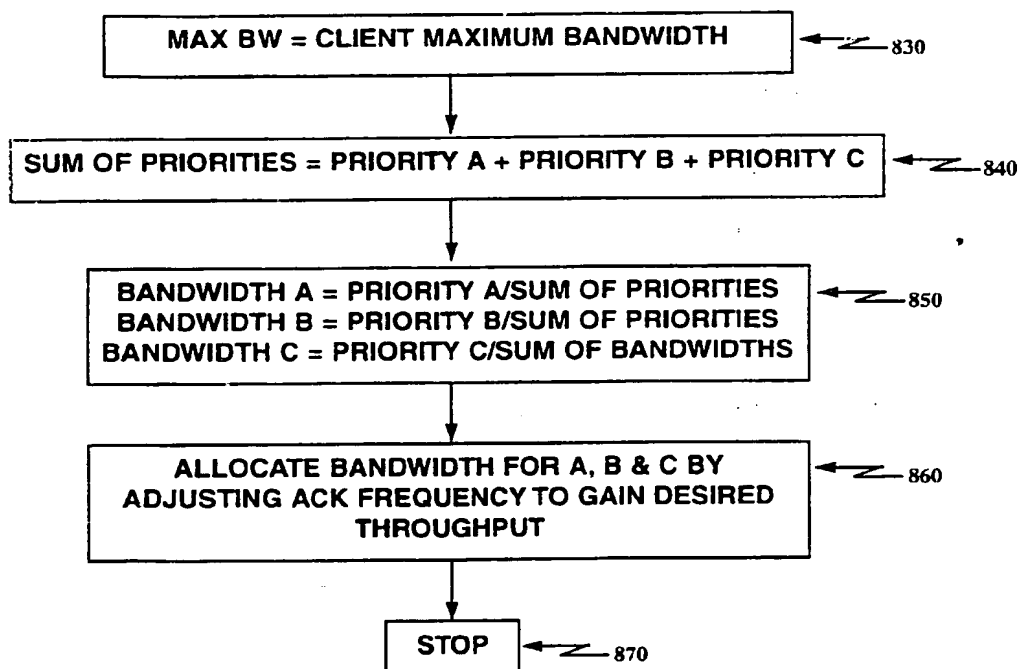 MAX BW = CLIENT MAXIMUM BANDWIDTH
830
SUM OF PRIORITIES = PRIORITY A + PRIORITY B + PRIORITY C
840
BANDWIDTH A = PRIORITY A/SUM OF PRIORITIES
BANDWIDTH B = PRIORITY B/SUM OF PRIORITIES
BANDWIDTH C = PRIORITY C/SUM OF BANDWIDTHS
850
ALLOCATE BANDWIDTH FOR A, B & C BY
ADJUSTING ACK FREQUENCY TO GAIN DESIRED
THROUGHPUT
860
STOP
870